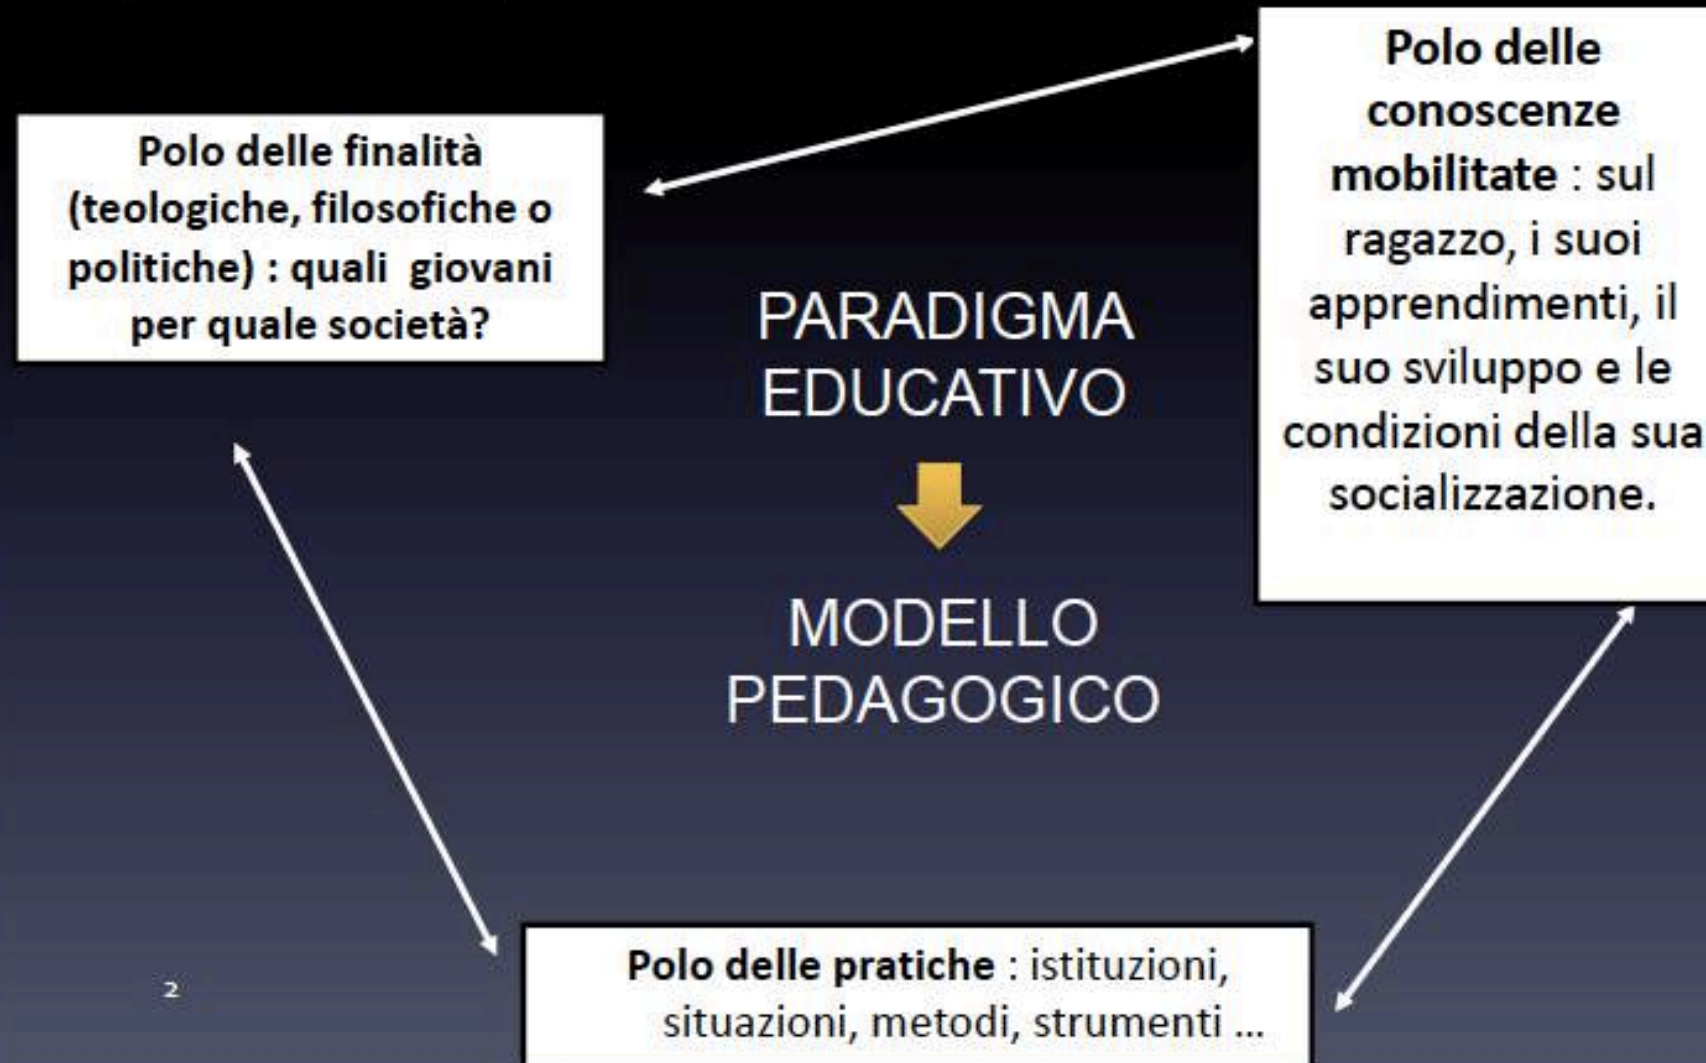 Polo delle finalità
(teologiche, filosofiche o
politiche) : quali giovani
per quale società?
Polo delle
conoscenze
mobilitate : sul
ragazzo, i suoi
apprendimenti, il
suo sviluppo e le
condizioni della sua
socializzazione.
PARADIGMA
EDUCATIVO
MODELLO
PEDAGOGICO
Polo delle pratiche : istituzioni,
situazioni, metodi, strumenti ...
2